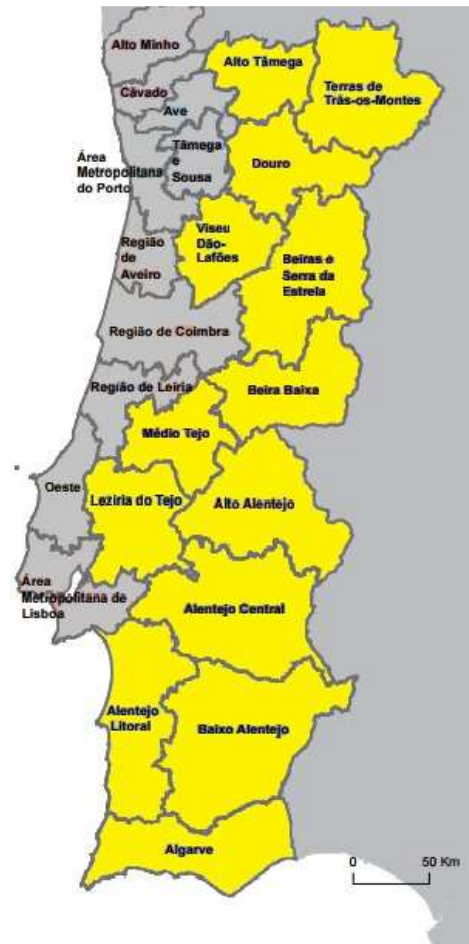 Alto Minho
Alto Tâmega
Terras de
Trás-os-Montes
Cávado
Ave
Tâmega
e
Sousa
Douro
Área
Metropolitana
do Porto
Viseu
Dão-
Lafões
Região
de
Aveiro
Beiras e
Serra da
Estrela
Região de Coimbra
Região de Leiria
Beira Baixa
Médio Tejo
Oeste
Lezíria do Tejo
Alto Alentejo
Área
Metropolitana de
Lisboa
Alentejo Central
Alentejo
Litoral
Baixo Alentejo
Algarve
0 50 Km